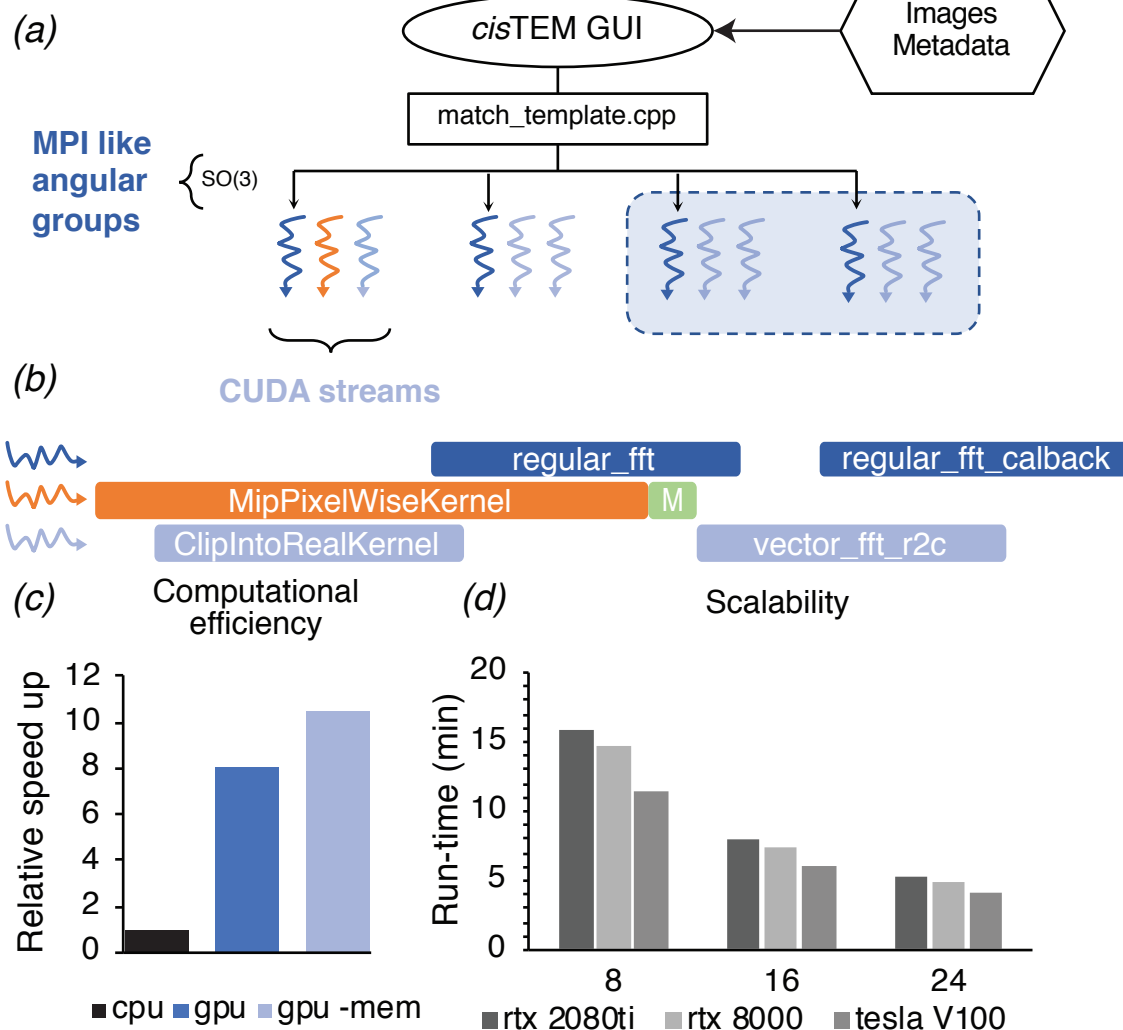 (a)
cisTEM GUI
Images
Metadata
match_template.cpp
MPI like
angular
groups
SO(3)
CUDA streams
(b)
regular_fft
regular_fft_calback
MipPixelWiseKernel
M
ClipIntoRealKernel
vector_fft_r2c
(c)
Computational
efficiency
Relative speed up
12
10
8
6
4
2
0
cpu
gpu
gpu -mem
(d)
Scalability
Run-time (min)
20
15
10
5
0
8
16
24
rtx 2080ti
rtx 8000
tesla V100